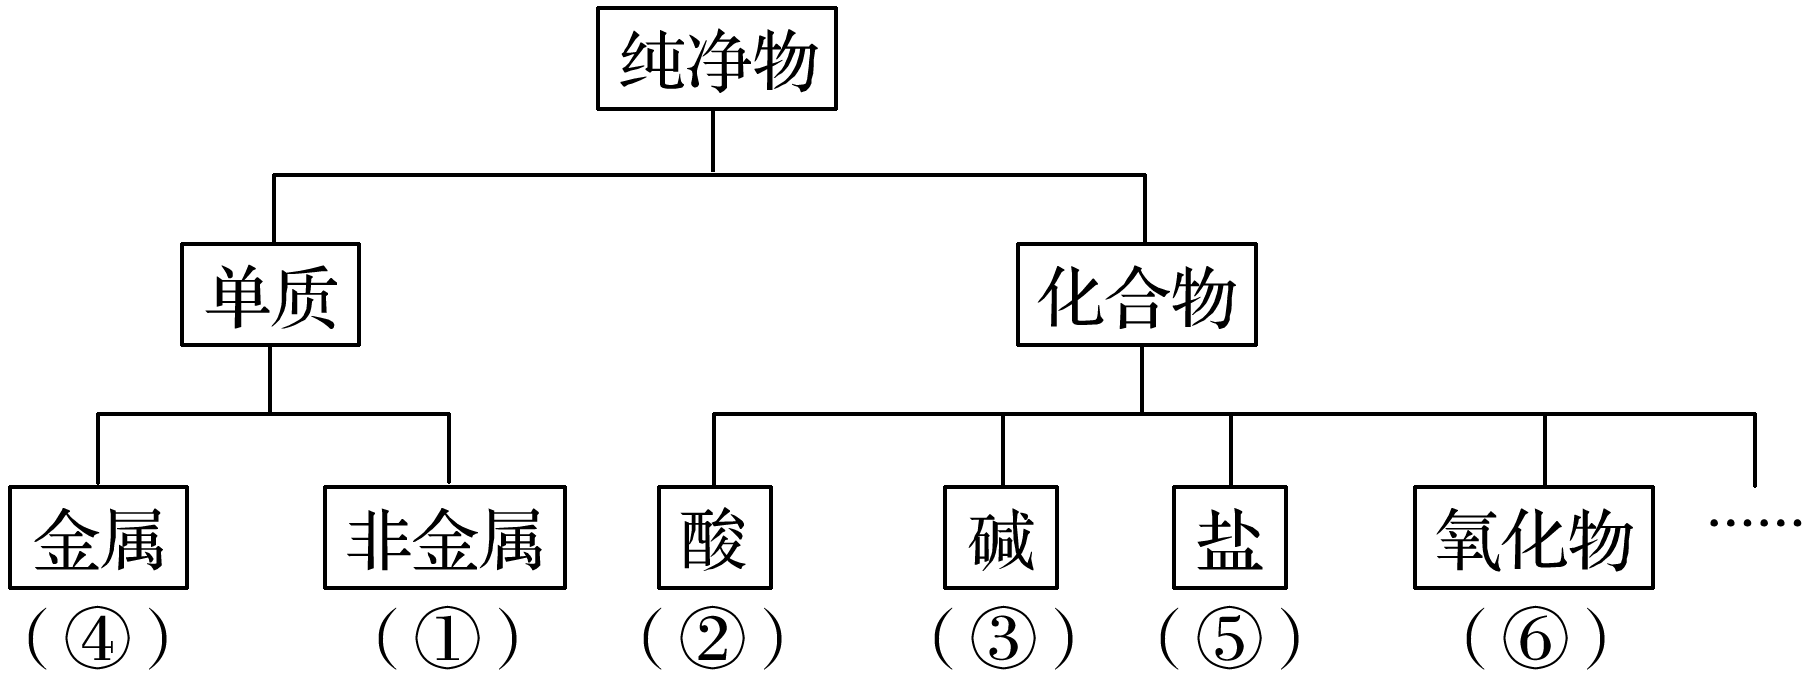 纯净物
单质 化合物
金属 非金属 酸 碱 盐 氧化物 ……
(④) (①) (②) (③) (⑤) (⑥)